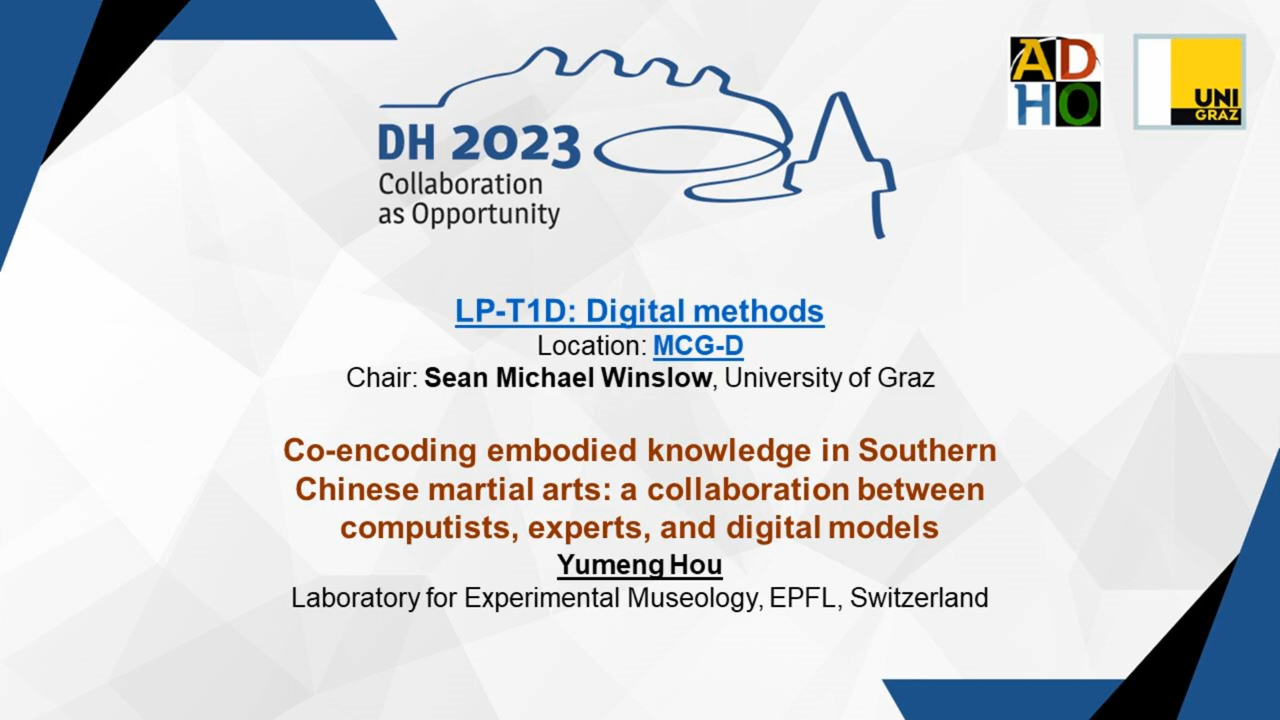 AD
HO
UNI
GRAZ
DH 2023
Collaboration
as Opportunity
LP-T1D: Digital methods
Location: MCG-D
Chair: Sean Michael Winslow, University of Graz
Co-encoding embodied knowledge in Southern
Chinese martial arts: a collaboration between
computists, experts, and digital models
Yumeng Hou
Laboratory for Experimental Museology, EPFL, Switzerland